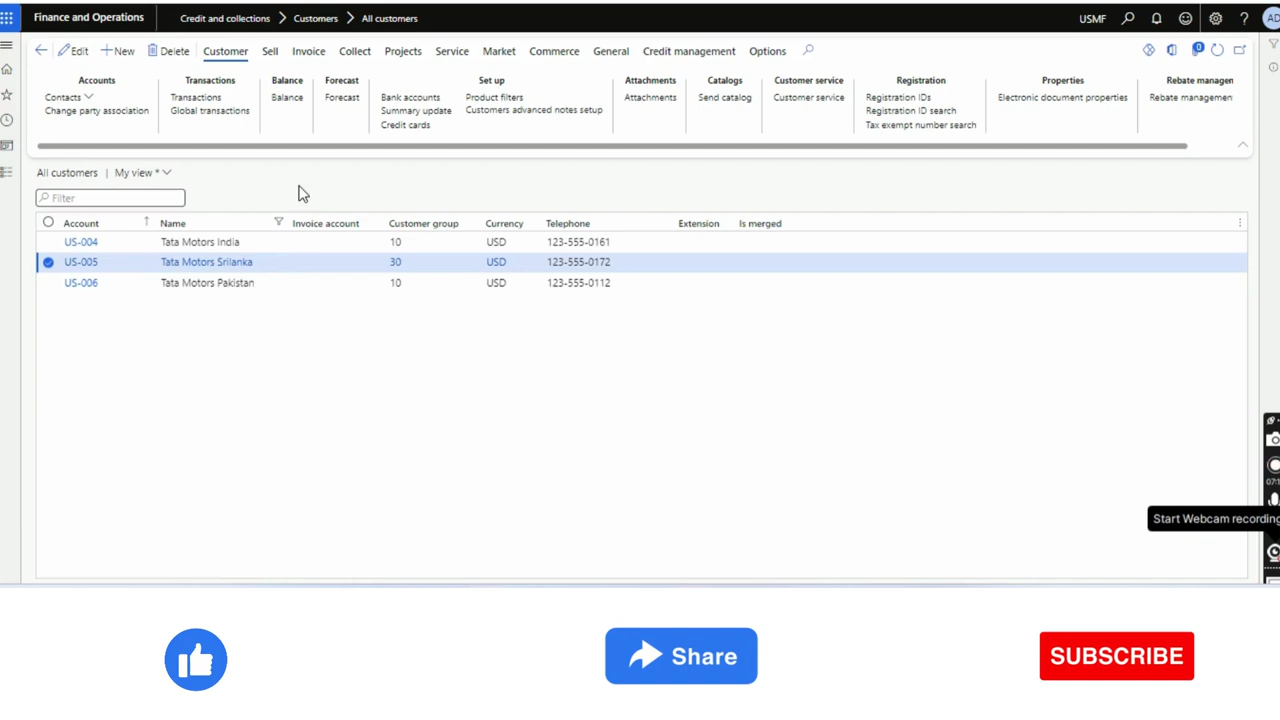 Finance and Operations Credit and collections Customers All customers USMF ? AD
Edit New Delete Customer Sell Invoice Collect Projects Service Market Commerce General Credit management Options 0
Accounts Transactions Balance Forecast Set up Attachments Catalogs Customer service Registration Properties Rebate managen
Contacts Transactions Balance Forecast Bank accounts Product filters Attachments Send catalog Customer service Registration IDs Electronic document properties Rebate managemen
Change party association Global transactions Summary update Customers advanced notes setup Registration ID search
Credit cards Tax exempt number search
All customers | My view *
Filter
Account Name Invoice account Customer group Currency Telephone Extension Is merged
US-004 Tata Motors India 10 USD 123-555-0161
US-005 Tata Motors Srilanka 30 USD 123-555-0172
US-006 Tata Motors Pakistan 10 USD 123-555-0112
Start Webcam recording
Share
SUBSCRIBE